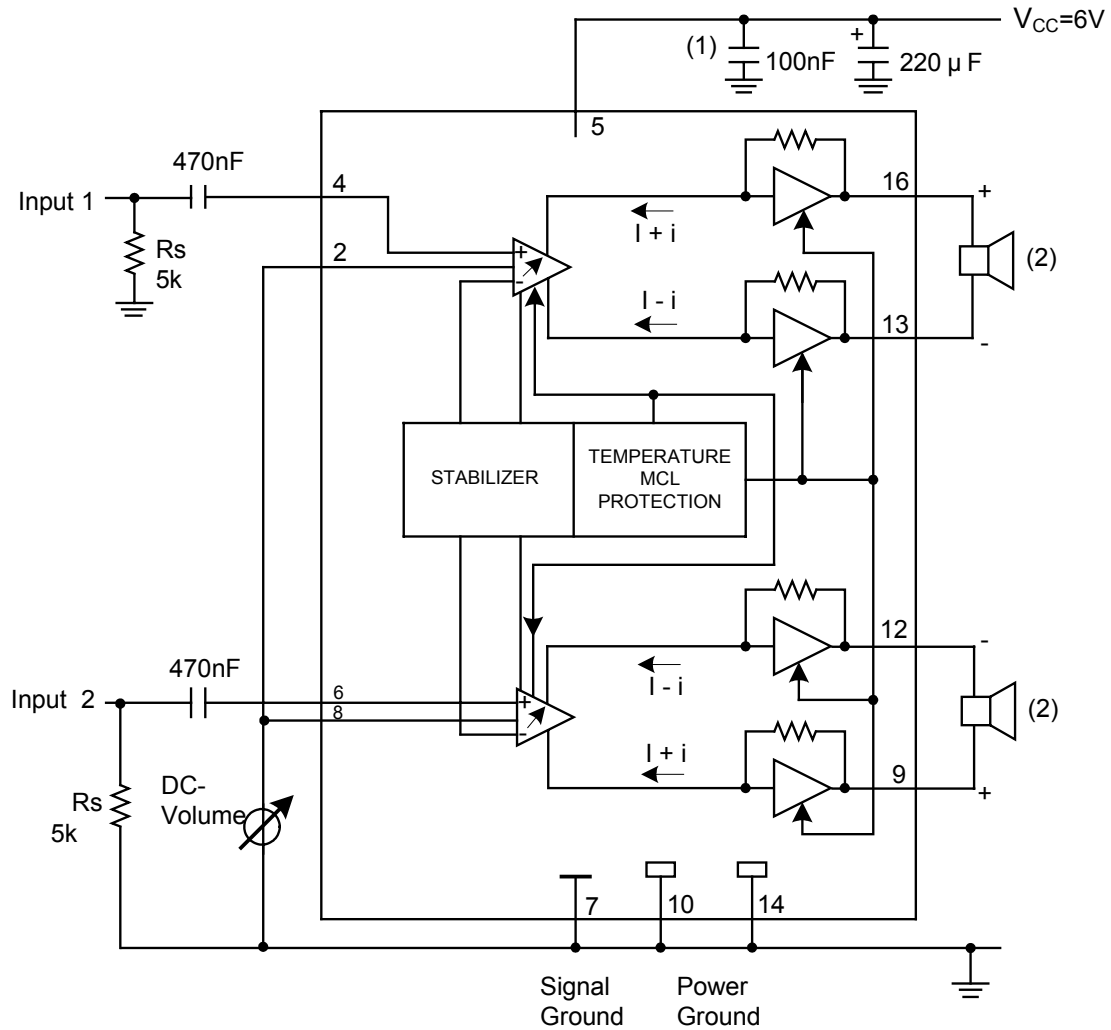 V_CC=6V
(1)
+
100nF
220 µ F
5
470nF
4
16
+
Input 1
I + i
Rs
5k
2
+
-
(2)
I - i
13
-
STABILIZER
TEMPERATURE
MCL
PROTECTION
12
-
470nF
I - i
Input 2
6
8
+
-
(2)
I + i
9
+
DC-
Volume
Rs
5k
7
10
14
Signal
Ground
Power
Ground